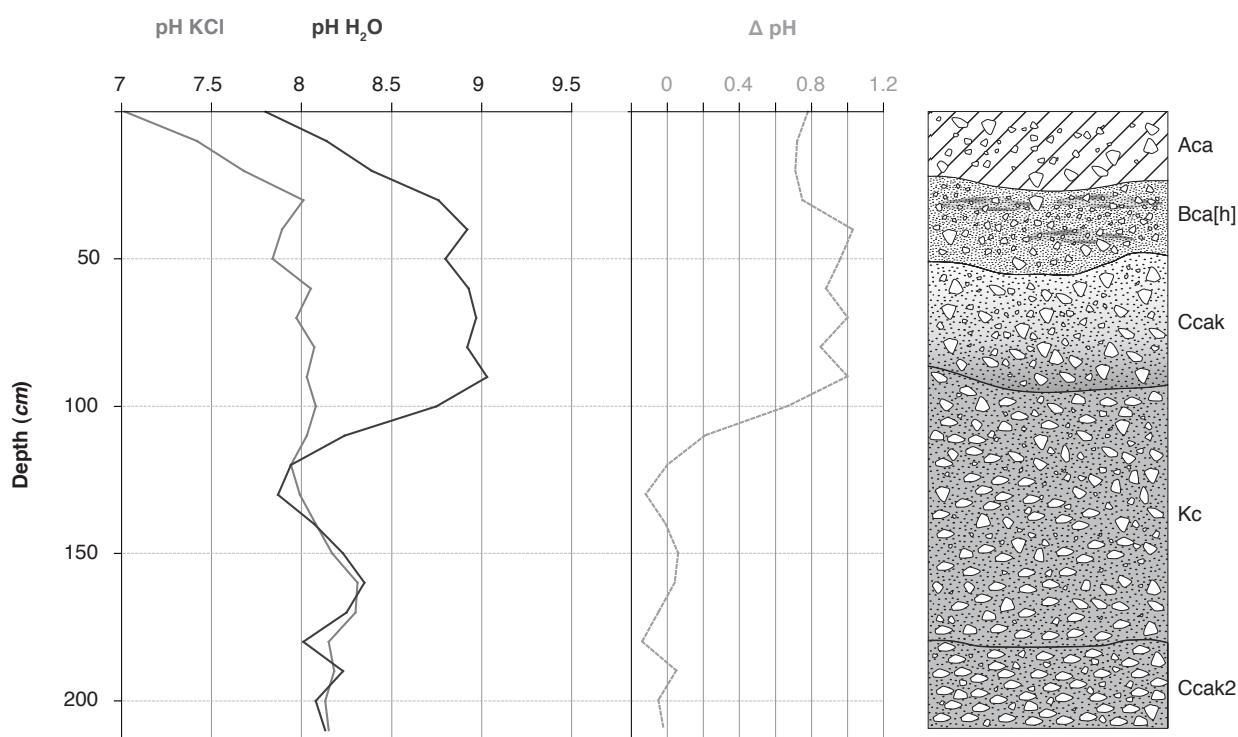 pH KCl pH H₂O Δ pH
7 7.5 8 8.5 9 9.5 0 0.4 0.8 1.2
Aca
Bca[h]
50
Ccak
Depth (cm)
100
Kc
150
Ccak2
200